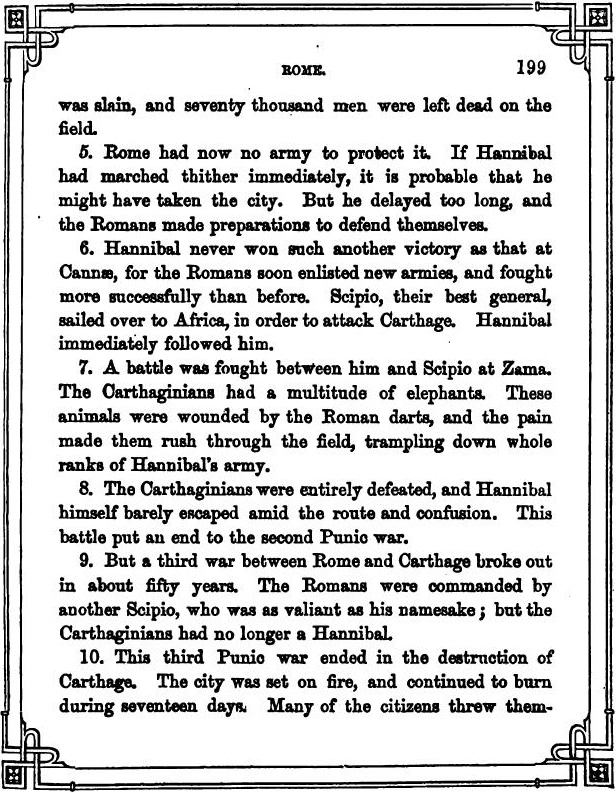 ROME. 199
was slain, and seventy thousand men were left dead on the
field.
5. Rome had now no army to protect it. If Hannibal
had marched thither immediately, it is probable that he
might have taken the city. But he delayed too long, and
the Romans made preparations to defend themselves.
6. Hannibal never won such another victory as that at
Cannæ, for the Romans soon enlisted new armies, and fought
more successfully than before. Scipio, their best general,
sailed over to Africa, in order to attack Carthage. Hannibal
immediately followed him.
7. A battle was fought between him and Scipio at Zama.
The Carthaginians had a multitude of elephants. These
animals were wounded by the Roman darts, and the pain
made them rush through the field, trampling down whole
ranks of Hannibal's army.
8. The Carthaginians were entirely defeated, and Hannibal
himself barely escaped amid the route and confusion. This
battle put an end to the second Punic war.
9. But a third war between Rome and Carthage broke out
in about fifty years. The Romans were commanded by
another Scipio, who was as valiant as his namesake; but the
Carthaginians had no longer a Hannibal.
10. This third Punic war ended in the destruction of
Carthage. The city was set on fire, and continued to burn
during seventeen days. Many of the citizens threw them-